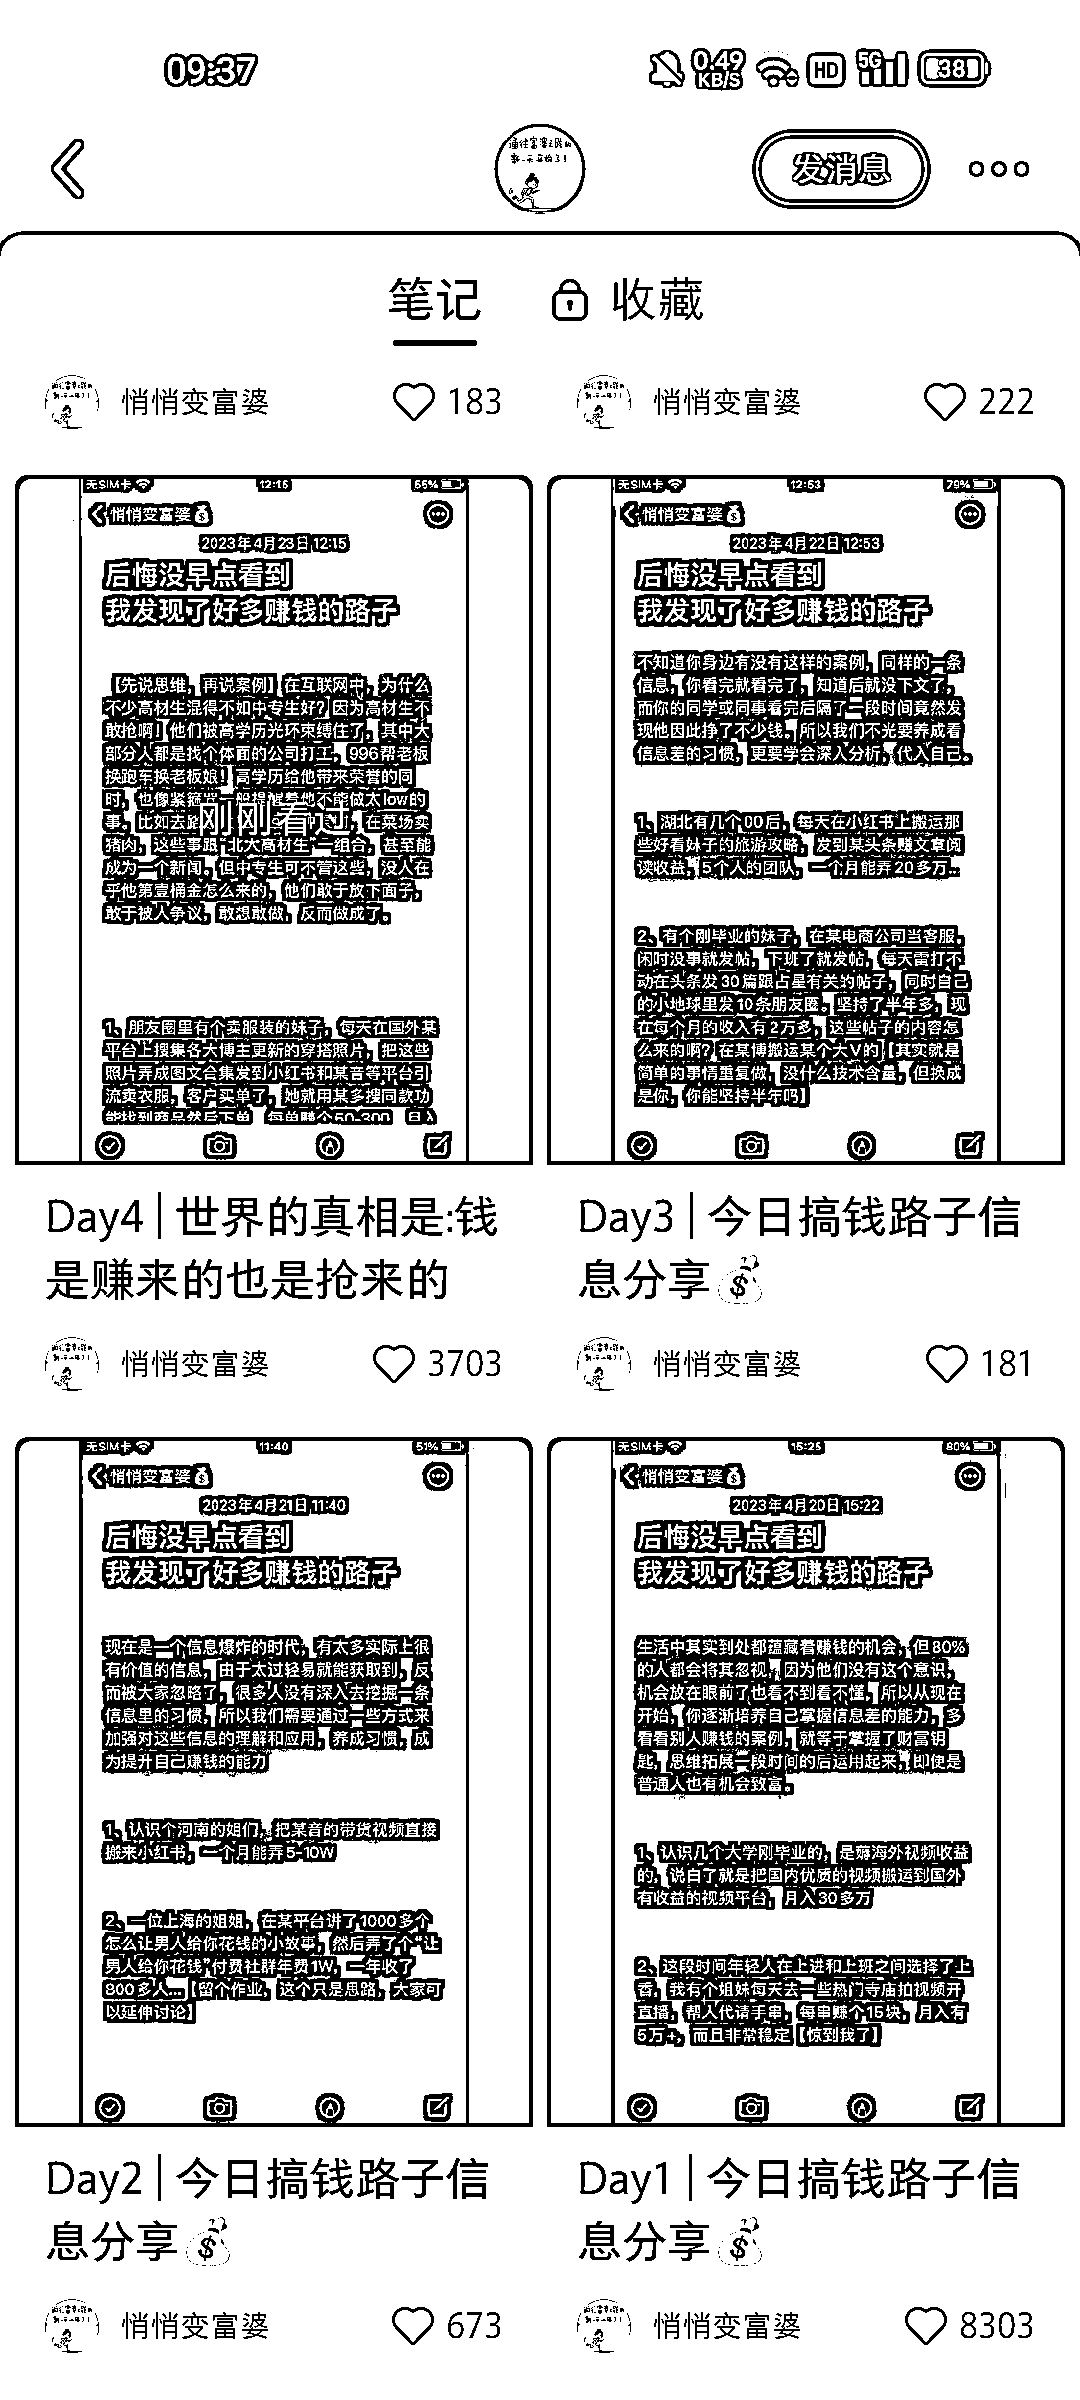 09:37
0.49 KB/S HD 5G 38
发消息
笔记 收藏
悄悄变富婆 183
悄悄变富婆 222
无SIM卡 12:15 55%
悄悄变富婆
2023年4月23日 12:15
后悔没早点看到
我发现了好多赚钱的路子
【先说思维，再说案例】在互联网中，为什么
不少高材生混得不如中专生好？因为高材生不
敢抢啊！他们被高学历光环束缚住了，其中大
部分人都是找个体面的公司打工，996帮老板
换跑车换老板娘！高学历给他带来荣誉的同
时，也像紧箍咒一般提醒着他不能做太low的
事。比如去 在菜场卖
刚刚看过
猪肉，这些事跟“北大高材生”一组合，甚至能
成为一个新闻，但中专生可不管这些，没人在
乎他第壹桶金怎么来的，他们敢于放下面子，
敢于被人争议，敢想敢做，反而做成了。
1、朋友圈里有个卖服装的妹子，每天在国外某
平台上搜集各大博主更新的穿搭照片，把这些
照片弄成图文合集发到小红书和某音等平台引
流卖衣服，客户买单了，她就用某多搜同款功
能找到商品然后下单，每单赚个50-300，月入
Day4｜世界的真相是:钱
是赚来的也是抢来的
悄悄变富婆 3703
无SIM卡 12:53 79%
悄悄变富婆
2023年4月22日 12:53
后悔没早点看到
我发现了好多赚钱的路子
不知道你身边有没有这样的案例，同样的一条
信息，你看完就看完了，知道后就没下文了，
而你的同学或同事看完后隔了一段时间竟然发
现他因此挣了不少钱，所以我们不光要养成看
信息差的习惯，更要学会深入分析，代入自己。
1、湖北有几个00后，每天在小红书上搬运那
些好看妹子的旅游攻略，发到某头条赚文章阅
读收益，5个人的团队，一个月能弄20多万...
2、有个刚毕业的妹子，在某电商公司当客服，
闲时没事就发帖，下班了就发帖，每天雷打不
动在头条发30篇跟占星有关的帖子，同时自己
的小地球里发10条朋友圈。坚持了半年多，现
在每个月的收入有2万多，这些帖子的内容怎
么来的啊？在某博搬运某个大V的【其实就是
简单的事情重复做，没什么技术含量，但换成
是你，你能坚持半年吗】
Day3｜今日搞钱路子信
息分享
悄悄变富婆 181
无SIM卡 11:40 51%
悄悄变富婆
2023年4月21日 11:40
后悔没早点看到
我发现了好多赚钱的路子
现在是一个信息爆炸的时代，有太多实际上很
有价值的信息，由于太过轻易就能获取到，反
而被大家忽略了，很多人没有深入去挖掘一条
信息里的习惯，所以我们需要通过一些方式来
加强对这些信息的理解和应用，养成习惯，成
为提升自己赚钱的能力
1、认识个河南的姐们，把某音的带货视频直接
搬来小红书，一个月能弄5-10W
2、一位上海的姐姐，在某平台讲了1000多个
怎么让男人给你花钱的小故事，然后弄了个“让
男人给你花钱”付费社群年费1W，一年收了
800多人...【留个作业，这个只是思路，大家可
以延伸讨论】
Day2｜今日搞钱路子信
息分享
悄悄变富婆 673
无SIM卡 15:25 80%
悄悄变富婆
2023年4月20日 15:22
后悔没早点看到
我发现了好多赚钱的路子
生活中其实到处都蕴藏着赚钱的机会，但80%
的人都会将其忽视，因为他们没有这个意识，
机会放在眼前了也看不到看不懂，所以从现在
开始，你逐渐培养自己掌握信息差的能力，多
看看别人赚钱的案例，就等于掌握了财富钥
匙，思维拓展一段时间的后运用起来，即使是
普通人也有机会致富。
1、认识几个大学刚毕业的，是薅海外视频收益
的，说白了就是把国内优质的视频搬运到国外
有收益的视频平台，月入30多万
2、这段时间年轻人在上进和上班之间选择了上
香，我有个姐妹每天去一些热门寺庙拍视频开
直播，帮人代请手串，每串赚个15块，月入有
5万+，而且非常稳定【惊到我了】
Day1｜今日搞钱路子信
息分享
悄悄变富婆 8303